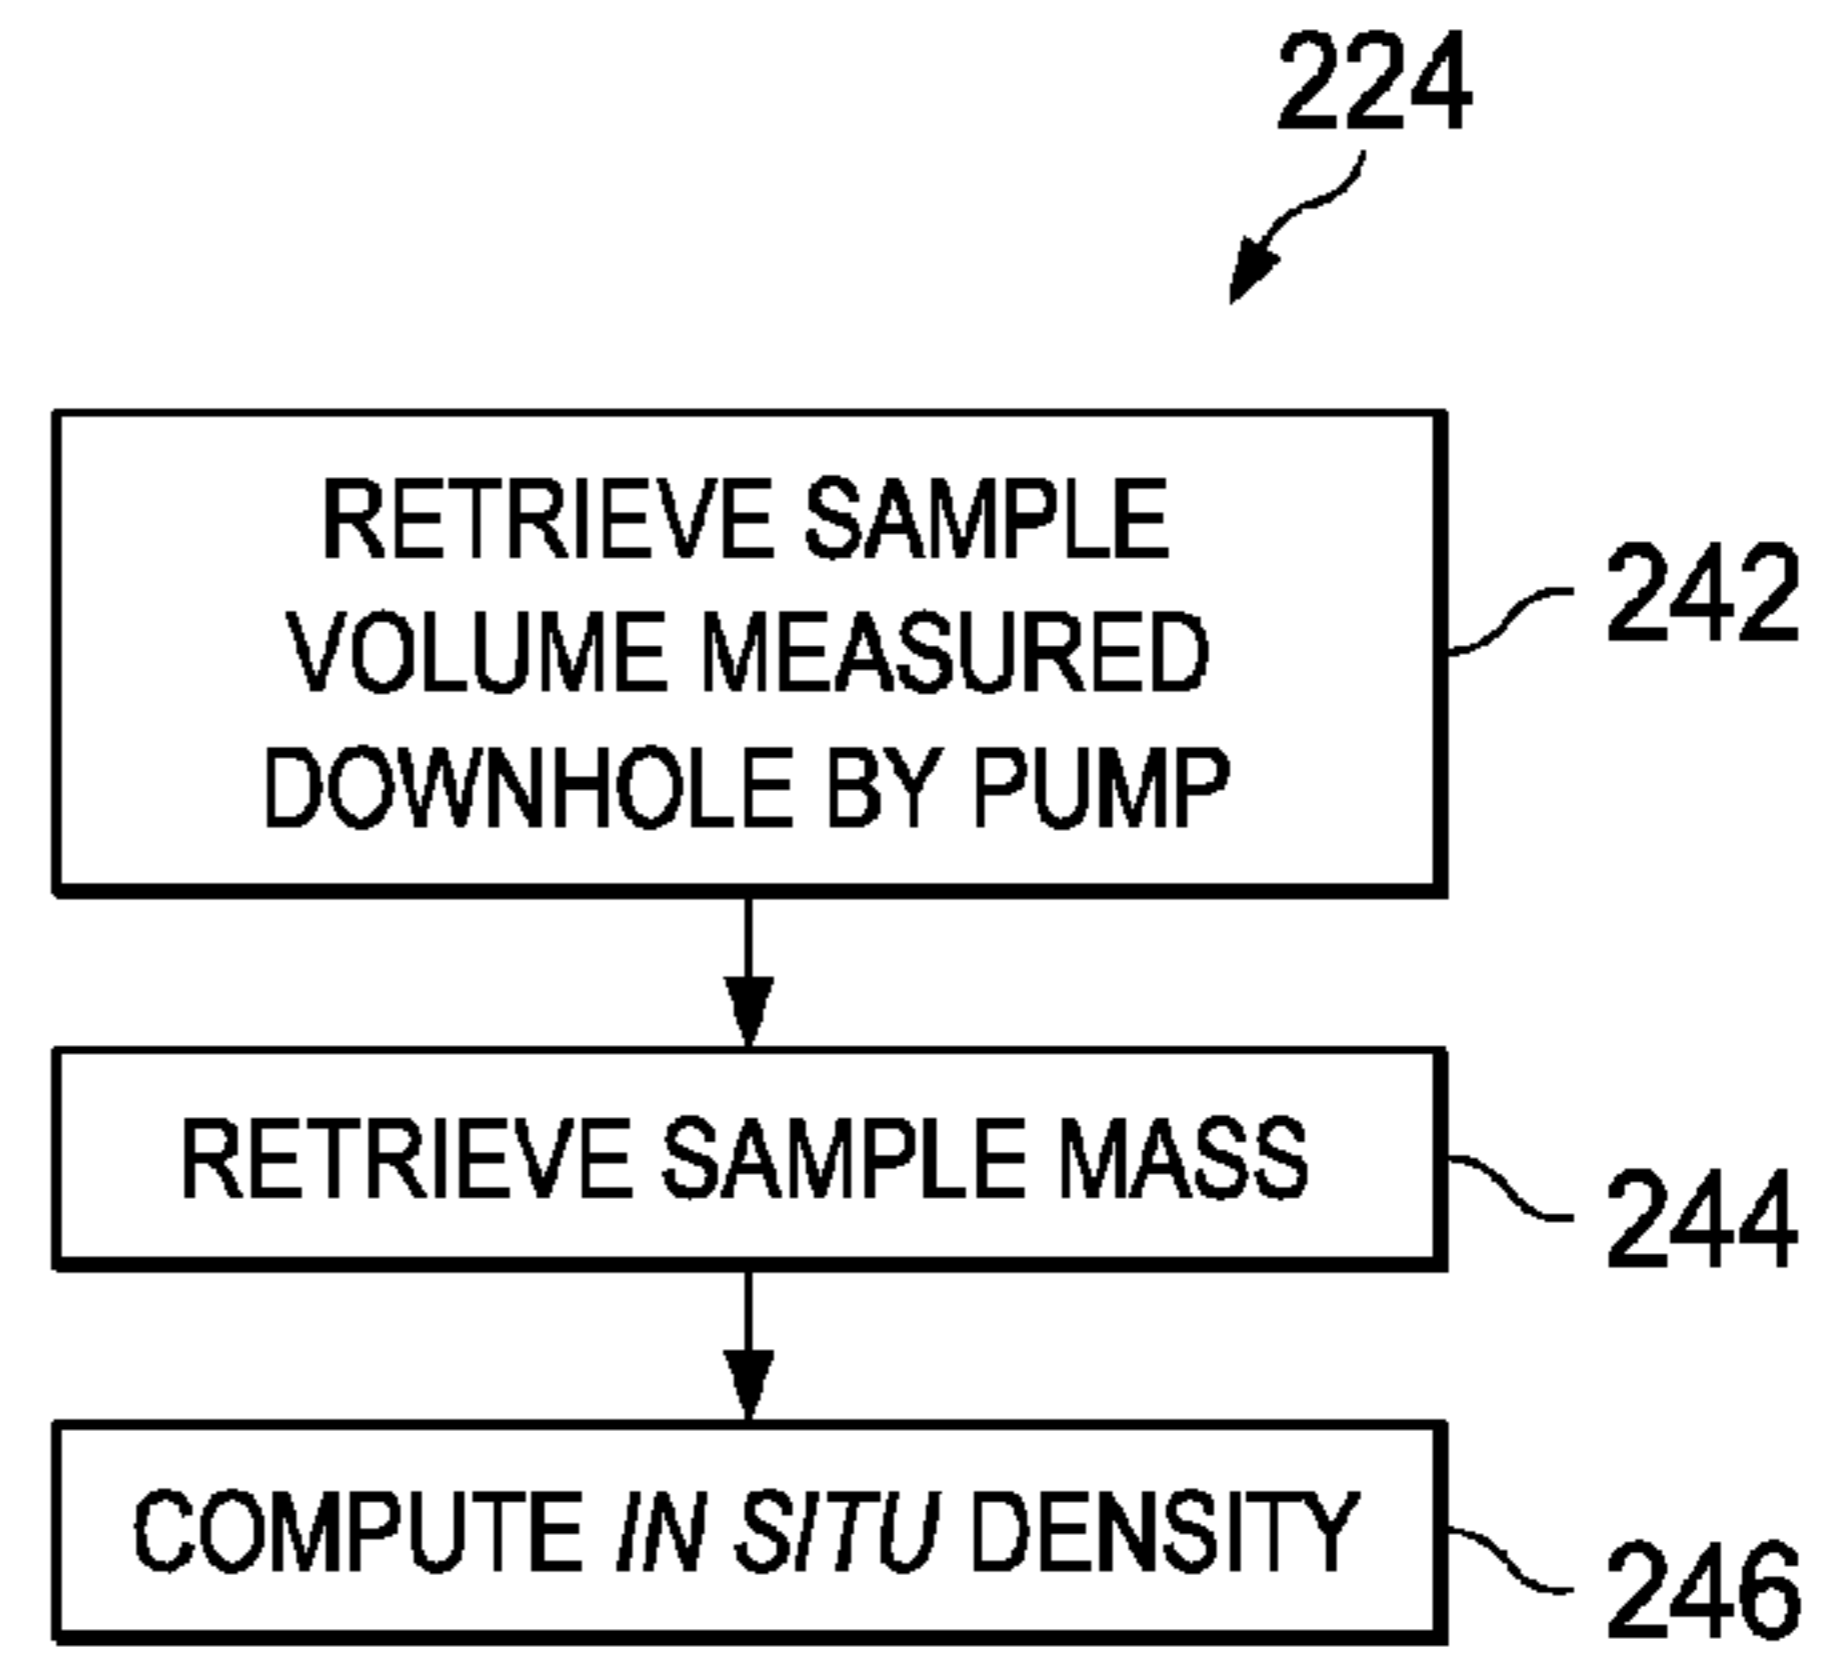 224
RETRIEVE SAMPLE
VOLUME MEASURED
DOWNHOLE BY PUMP
242
RETRIEVE SAMPLE MASS
244
COMPUTE IN SITU DENSITY
246